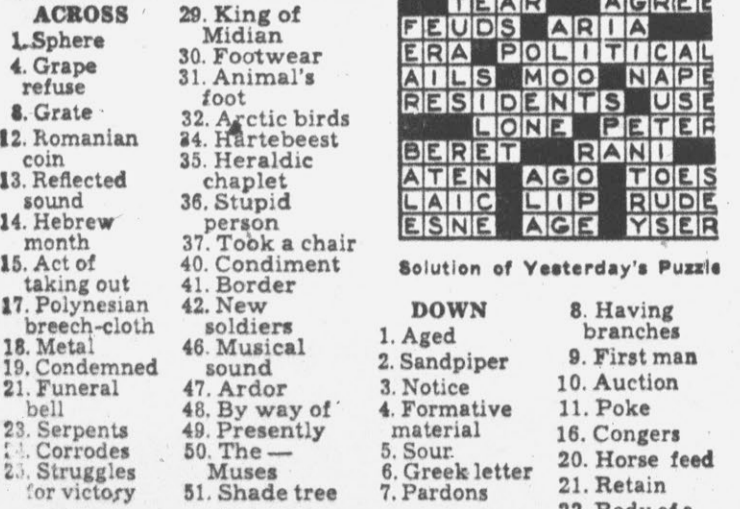 ACROSS
1. Sphere
4. Grape
refuse
8. Grate
12. Romanian
coin
13. Reflected
sound
14. Hebrew
month
15. Act of
taking out
17. Polynesian
breech-cloth
18. Metal
19. Condemned
21. Funeral
bell
23. Serpents
Corrodes
25. Struggles
for victory
29. King of
Midian
30. Footwear
31. Animal's
foot
32. Arctic birds
34. Hartebeest
35. Heraldic
chaplet
36. Stupid
person
37. Took a chair
40. Condiment
41. Border
42. New
soldiers
46. Musical
sound
47. Ardor
48. By way of
49. Presently
50. The —
Muses
51. Shade tree
TEAR AGREE
FEUDS ARIA
ERA POLITICAL
AILS MOO NAPE
RESIDENTS USE
LONE PETER
BERET RANI
ATEN AGO TOES
LAIC LIP RUDE
ESNE AGE YSER
Solution of Yesterday's Puzzle
DOWN
1. Aged
2. Sandpiper
3. Notice
4. Formative
material
5. Sour.
6. Greek letter
7. Pardons
8. Having
branches
9. First man
10. Auction
11. Poke
16. Congers
20. Horse feed
21. Retain
22. Body of a